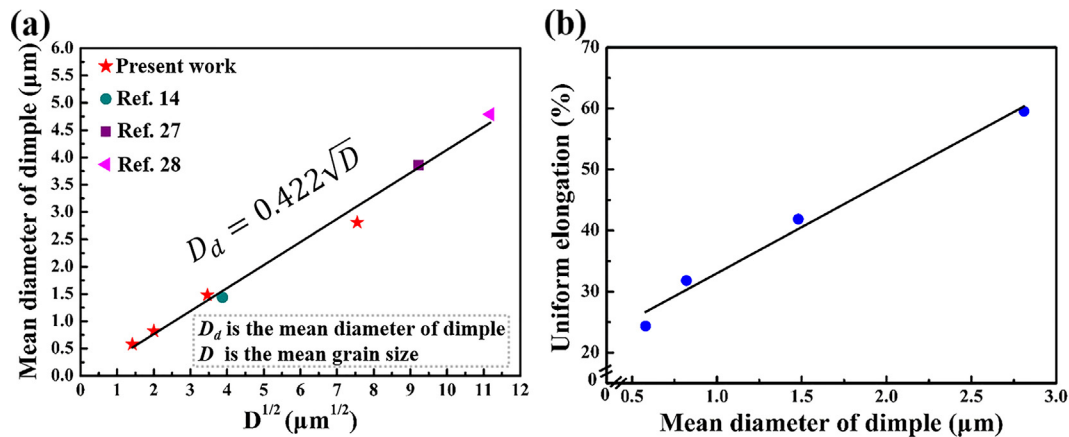 (a)
Mean diameter of dimple (μm)
6.0
5.5
5.0
4.5
4.0
3.5
3.0
2.5
2.0
1.5
1.0
0.5
0.0
Present work
Ref. 14
Ref. 27
Ref. 28
D_d = 0.422√D
D_d is the mean diameter of dimple
D is the mean grain size
0 1 2 3 4 5 6 7 8 9 10 11 12
D^1/2 (μm^1/2)
(b)
Uniform elongation (%)
70
60
50
40
30
20
0
0 0.5 1.0 1.5 2.0 2.5 3.0
Mean diameter of dimple (μm)